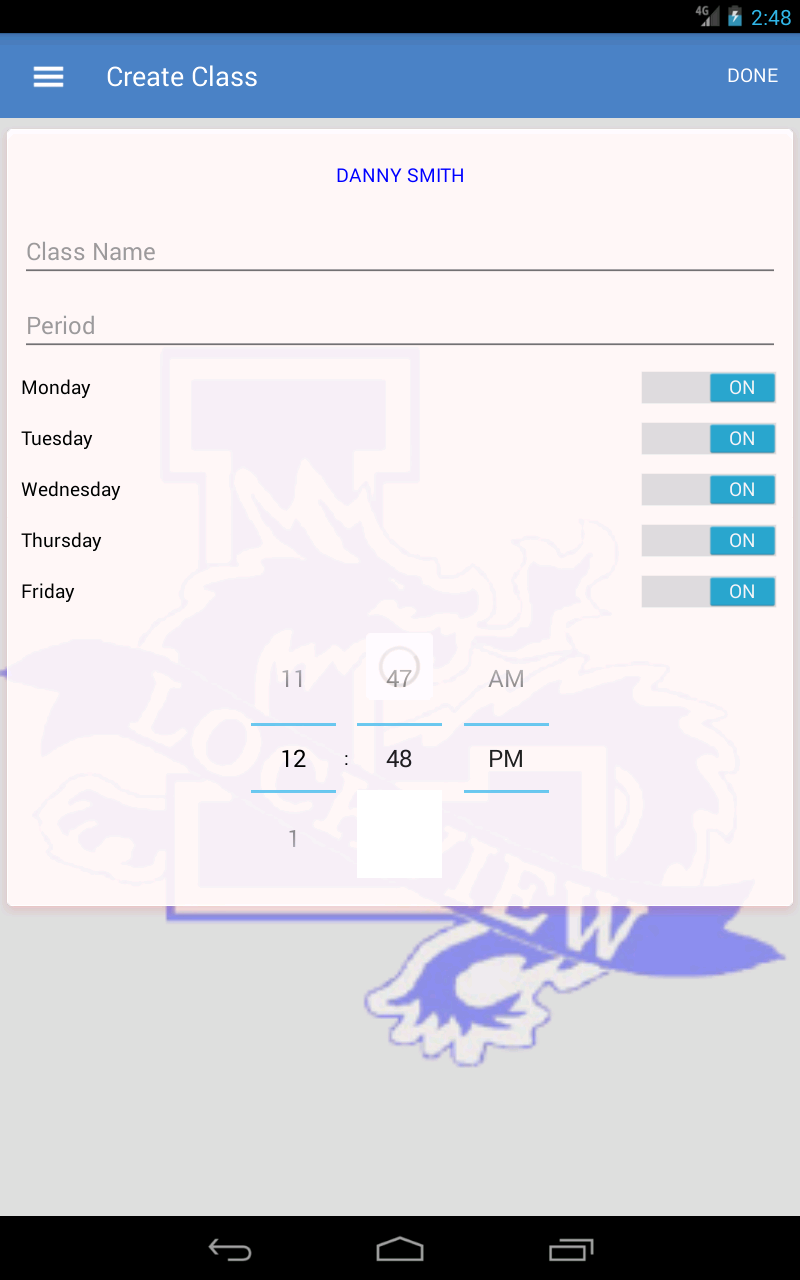 4G 2:48
Create Class DONE
DANNY SMITH
Class Name
Period
Monday ON
Tuesday ON
Wednesday ON
Thursday ON
Friday ON
11 47 AM
12 : 48 PM
1
LOCKVIEW